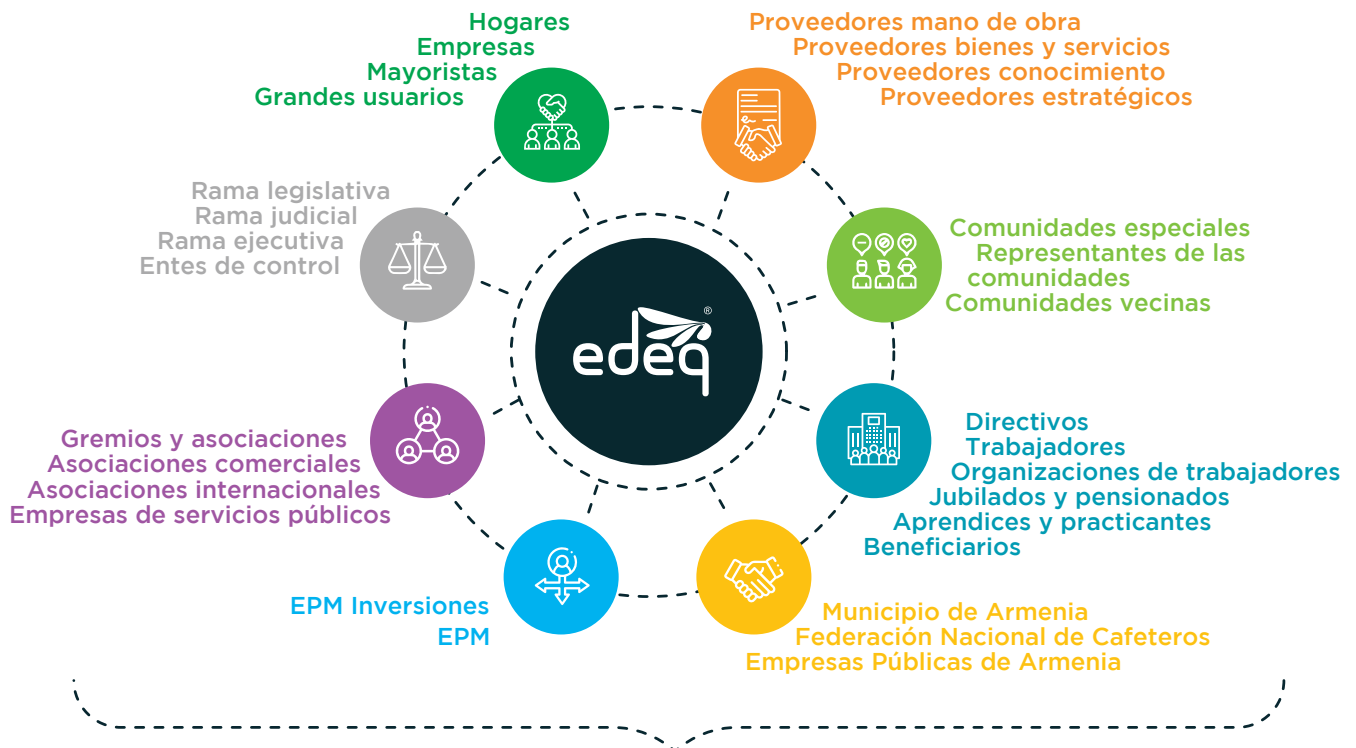 Hogares
Empresas
Mayoristas
Grandes usuarios
Proveedores mano de obra
Proveedores bienes y servicios
Proveedores conocimiento
Proveedores estratégicos
Rama legislativa
Rama judicial
Rama ejecutiva
Entes de control
Comunidades especiales
Representantes de las
comunidades
Comunidades vecinas
edeq®
Gremios y asociaciones
Asociaciones comerciales
Asociaciones internacionales
Empresas de servicios públicos
Directivos
Trabajadores
Organizaciones de trabajadores
Jubilados y pensionados
Aprendices y practicantes
Beneficiarios
EPM Inversiones
EPM
Municipio de Armenia
Federación Nacional de Cafeteros
Empresas Públicas de Armenia